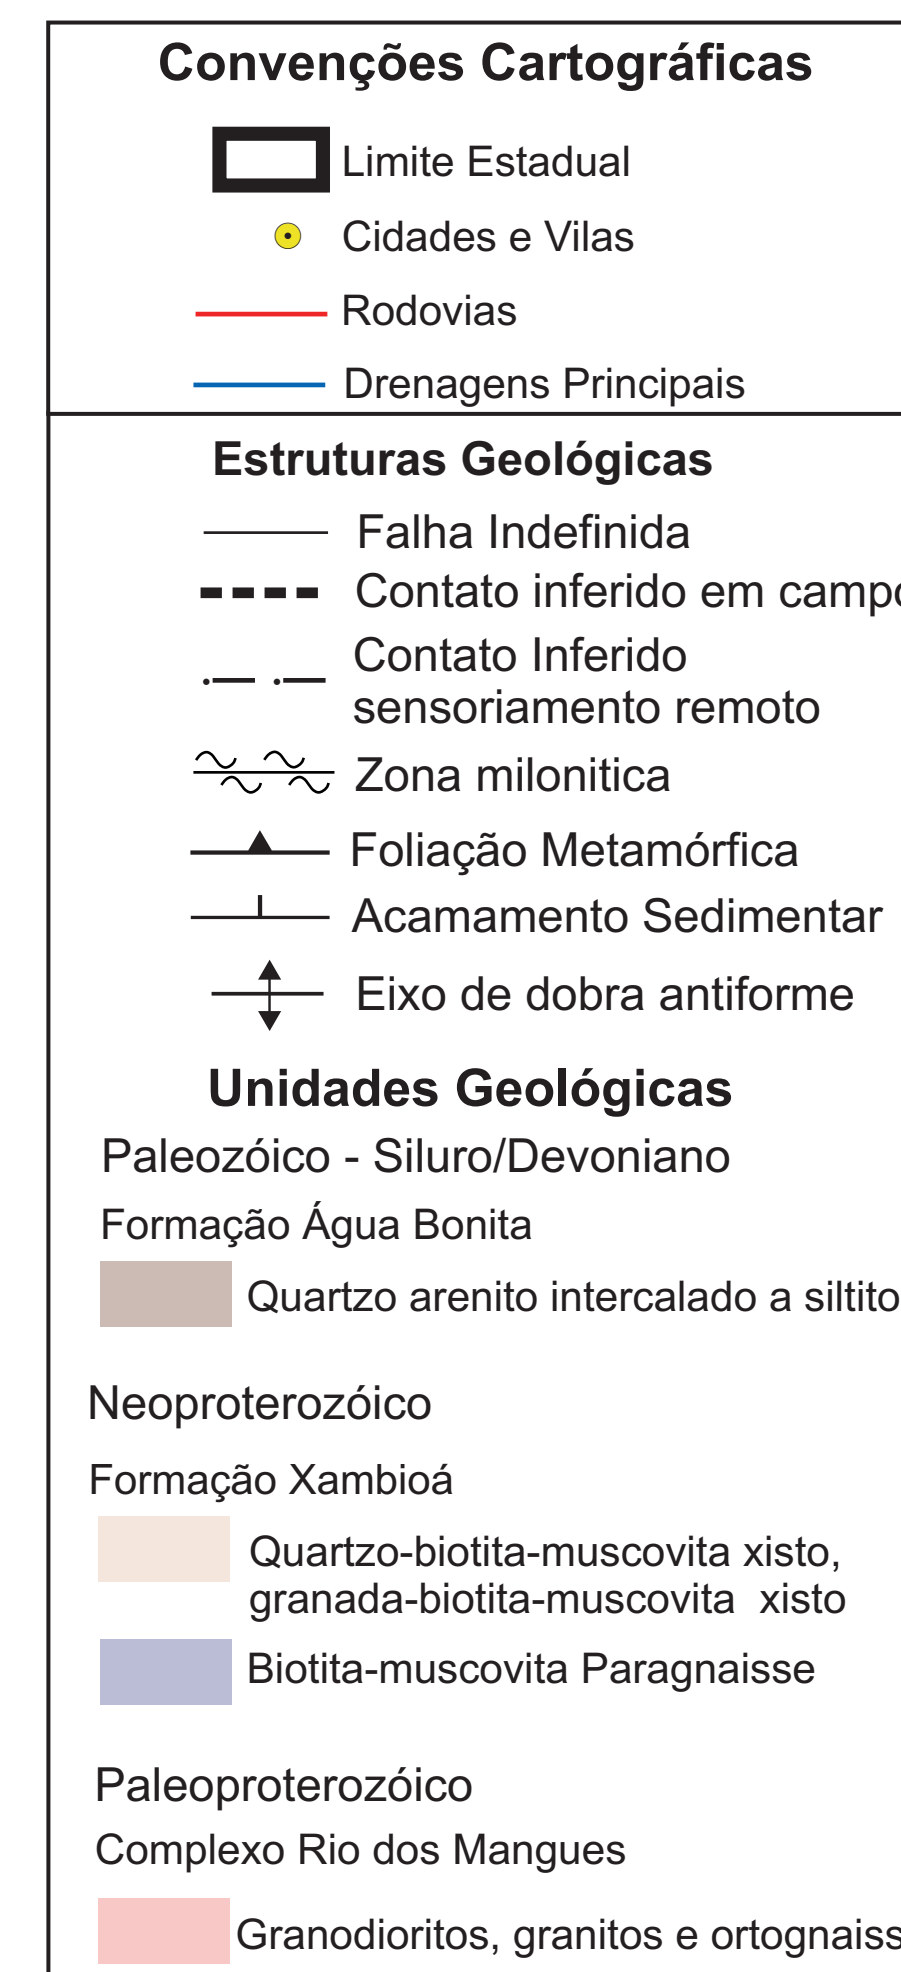 Convenções Cartográficas
Limite Estadual
Cidades e Vilas
Rodovias
Drenagens Principais
Estruturas Geológicas
Falha Indefinida
Contato inferido em campo
Contato Inferido
sensoriamento remoto
Zona milonitica
Foliação Metamórfica
Acamamento Sedimentar
Eixo de dobra antiforme
Unidades Geológicas
Paleozóico - Siluro/Devoniano
Formação Água Bonita
Quartzo arenito intercalado a siltito
Neoproterozóico
Formação Xambioá
Quartzo-biotita-muscovita xisto,
granada-biotita-muscovita xisto
Biotita-muscovita Paragnaisse
Paleoproterozóico
Complexo Rio dos Mangues
Granodioritos, granitos e